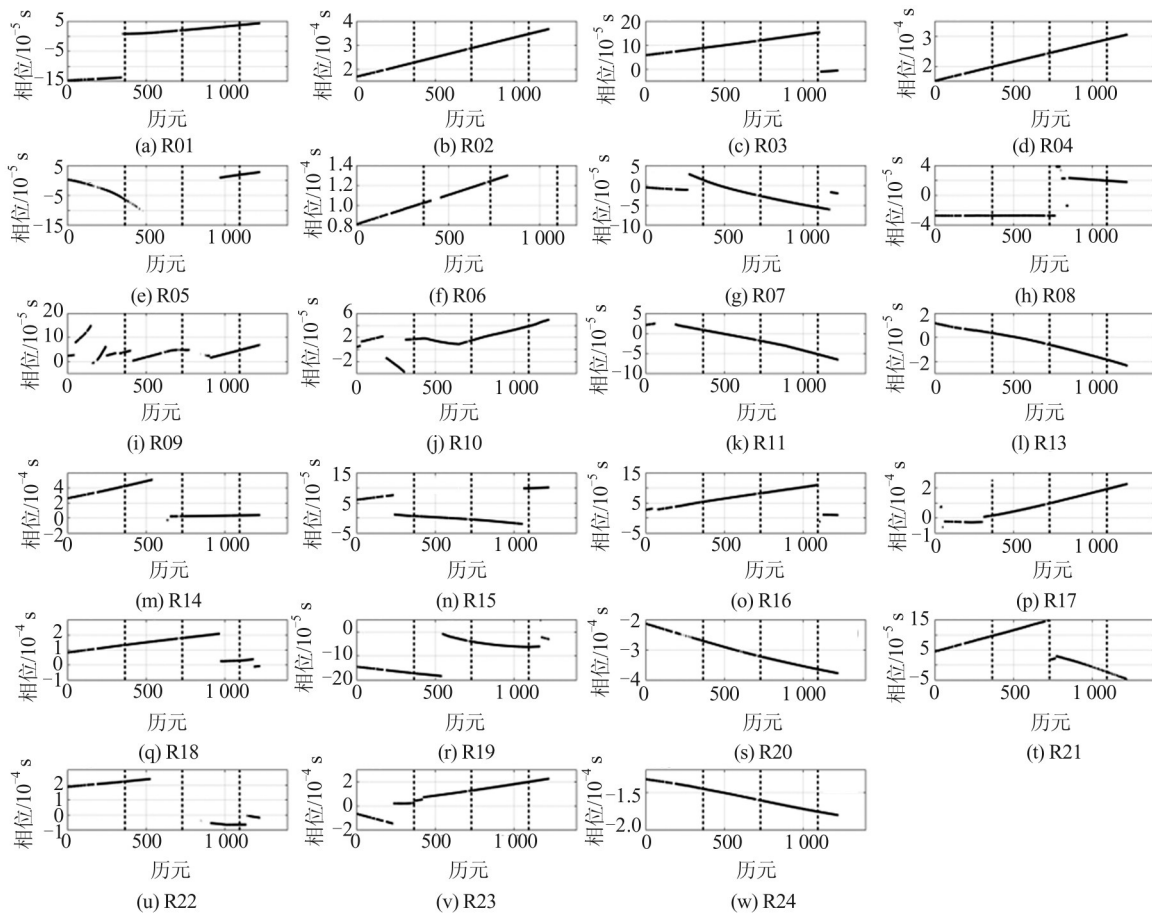 相位/10⁻⁵ s
5
−5
−15
0
500
1 000
历元
(a) R01
相位/10⁻⁴ s
4
3
2
0
500
1 000
历元
(b) R02
相位/10⁻⁵ s
20
10
0
0
500
1 000
历元
(c) R03
相位/10⁻⁴ s
3
2
0
500
1 000
历元
(d) R04
相位/10⁻⁵ s
5
−5
−15
0
500
1 000
历元
(e) R05
相位/10⁻⁴ s
1.4
1.2
1.0
0.8
0
500
1 000
历元
(f) R06
相位/10⁻⁵ s
5
0
−5
−10
0
500
1 000
历元
(g) R07
相位/10⁻⁵ s
4
0
−4
0
500
1 000
历元
(h) R08
相位/10⁻⁵ s
20
10
0
0
500
1 000
历元
(i) R09
相位/10⁻⁵ s
6
2
−2
0
500
1 000
历元
(j) R10
相位/10⁻⁵ s
5
0
−5
−10
0
500
1 000
历元
(k) R11
相位/10⁻⁴ s
2
0
−2
0
500
1 000
历元
(l) R13
相位/10⁻⁴ s
4
2
0
−2
0
500
1 000
历元
(m) R14
相位/10⁻⁵ s
15
5
−5
0
500
1 000
历元
(n) R15
相位/10⁻⁵ s
15
5
−5
0
500
1 000
历元
(o) R16
相位/10⁻⁴ s
2
1
0
−1
0
500
1 000
历元
(p) R17
相位/10⁻⁴ s
2
1
0
−1
0
500
1 000
历元
(q) R18
相位/10⁻⁵ s
0
−10
−20
0
500
1 000
历元
(r) R19
相位/10⁻⁴ s
−2
−3
−4
0
500
1 000
历元
(s) R20
相位/10⁻⁵ s
15
5
−5
0
500
1 000
历元
(t) R21
相位/10⁻⁴ s
2
1
0
−1
0
500
1 000
历元
(u) R22
相位/10⁻⁴ s
2
0
−2
0
500
1 000
历元
(v) R23
相位/10⁻⁴ s
−1.5
−2.0
0
500
1 000
历元
(w) R24